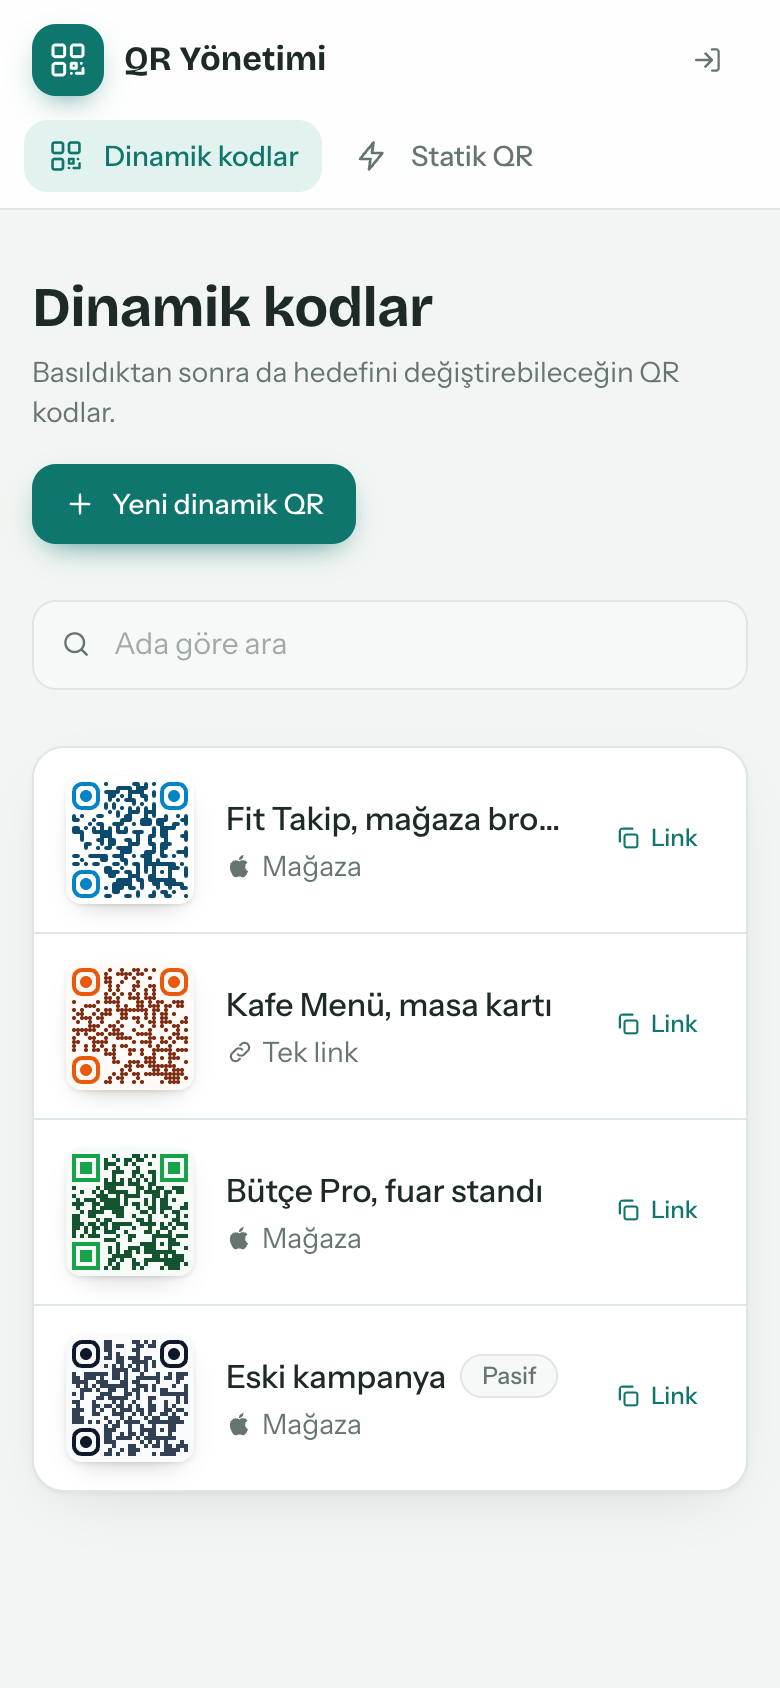 QR Yönetimi
Dinamik kodlar
Statik QR
Dinamik kodlar
Basıldıktan sonra da hedefini değiştirebileceğin QR
kodlar.
Yeni dinamik QR
Ada göre ara
Fit Takip, mağaza bro...
Mağaza
Link
Kafe Menü, masa kartı
Tek link
Link
Bütçe Pro, fuar standı
Mağaza
Link
Eski kampanya
Pasif
Mağaza
Link